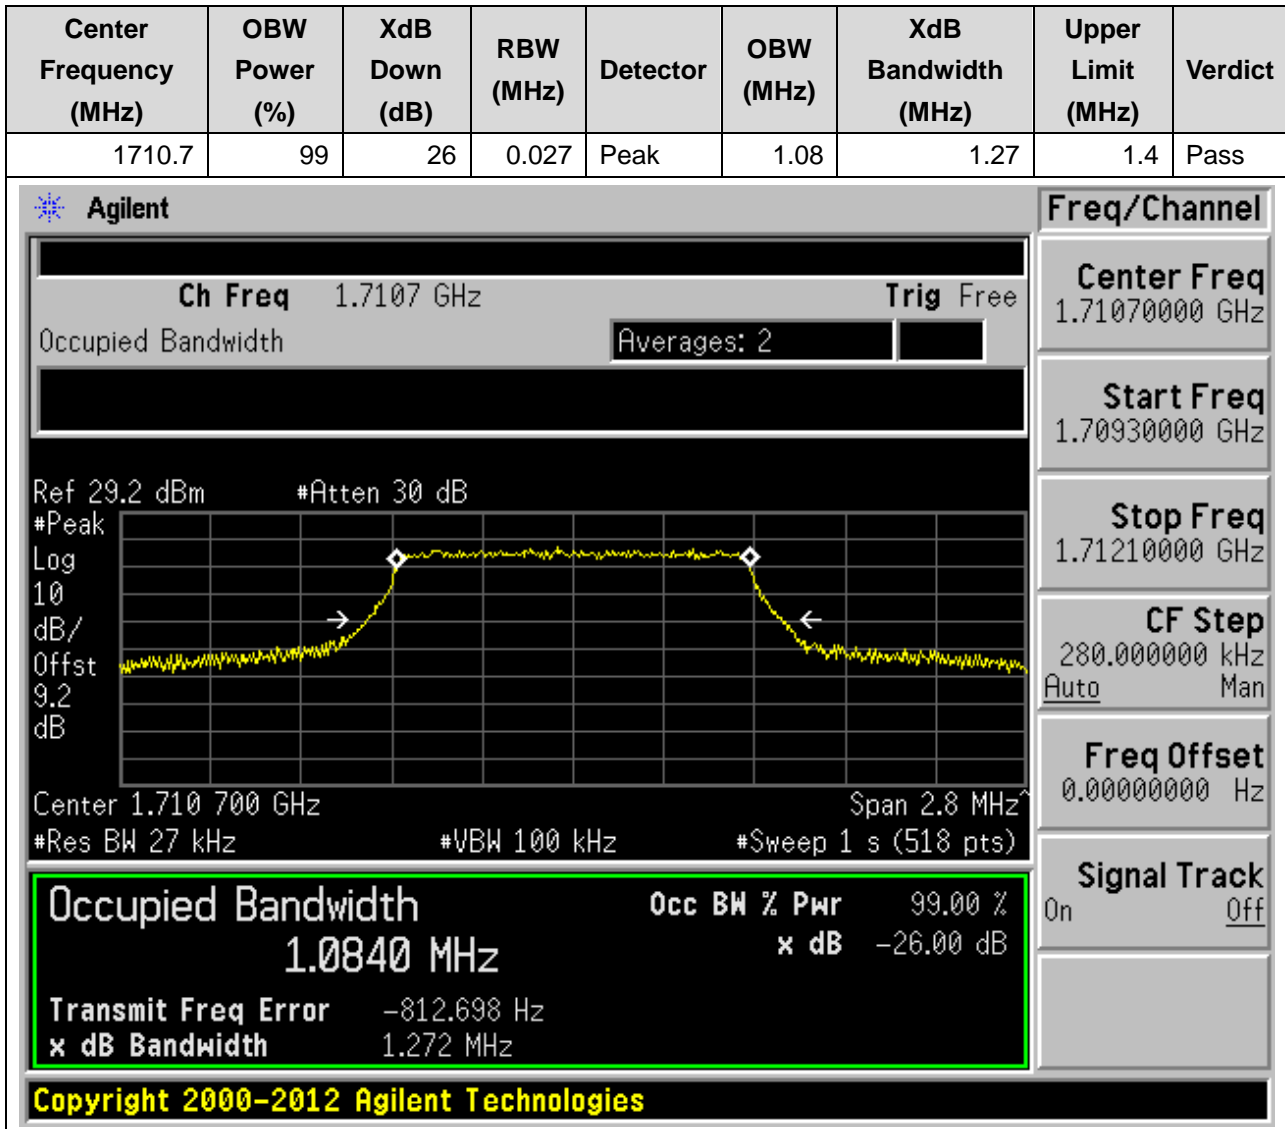 Center Frequency (MHz) OBW Power (%) XdB Down (dB) RBW (MHz) Detector OBW (MHz) XdB Bandwidth (MHz) Upper Limit (MHz) Verdict
1710.7 99 26 0.027 Peak 1.08 1.27 1.4 Pass
Agilent
Freq/Channel
Ch Freq 1.7107 GHz Trig Free
Occupied Bandwidth Averages: 2
Center Freq
1.71070000 GHz
Start Freq
1.70930000 GHz
Stop Freq
1.71210000 GHz
CF Step
280.000000 kHz
Auto Man
Freq Offset
0.00000000 Hz
Signal Track
On Off
Ref 29.2 dBm #Atten 30 dB
#Peak
Log
10
dB/
Offst
9.2
dB
Center 1.710 700 GHz Span 2.8 MHz^
#Res BW 27 kHz #VBW 100 kHz #Sweep 1 s (518 pts)
Occupied Bandwidth Occ BW % Pwr 99.00 %
1.0840 MHz x dB -26.00 dB
Transmit Freq Error -812.698 Hz
x dB Bandwidth 1.272 MHz
Copyright 2000-2012 Agilent Technologies